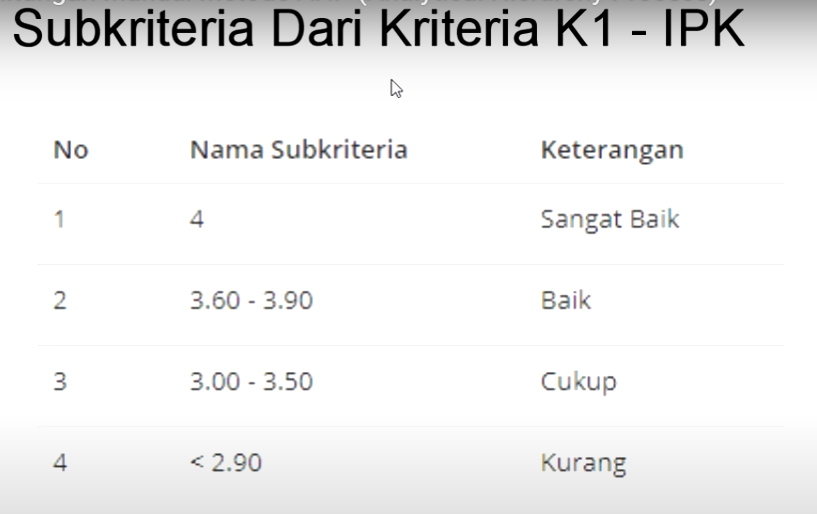 Subkriteria Dari Kriteria K1 - IPK
No Nama Subkriteria Keterangan
1 4 Sangat Baik
2 3.60 - 3.90 Baik
3 3.00 - 3.50 Cukup
4 < 2.90 Kurang